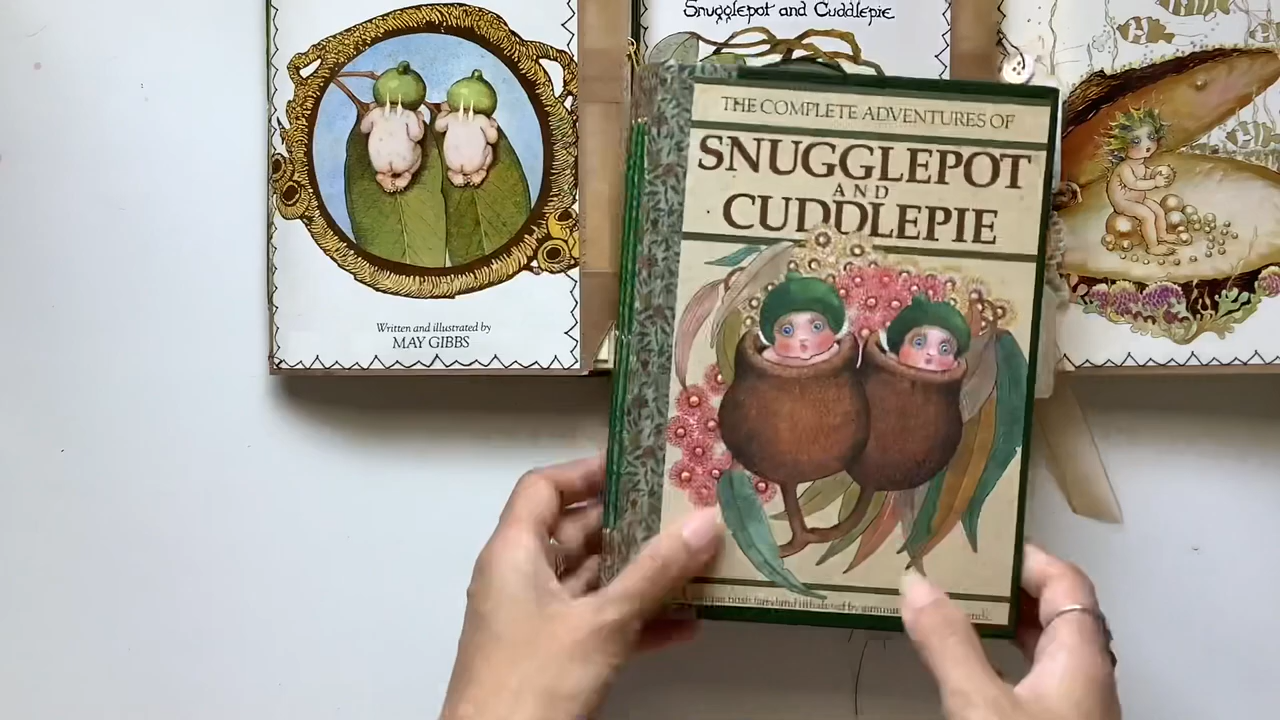 Snugglepot and Cuddlepie
Written and illustrated by
MAY GIBBS
THE COMPLETE ADVENTURES OF
SNUGGLEPOT
AND
CUDDLEPIE